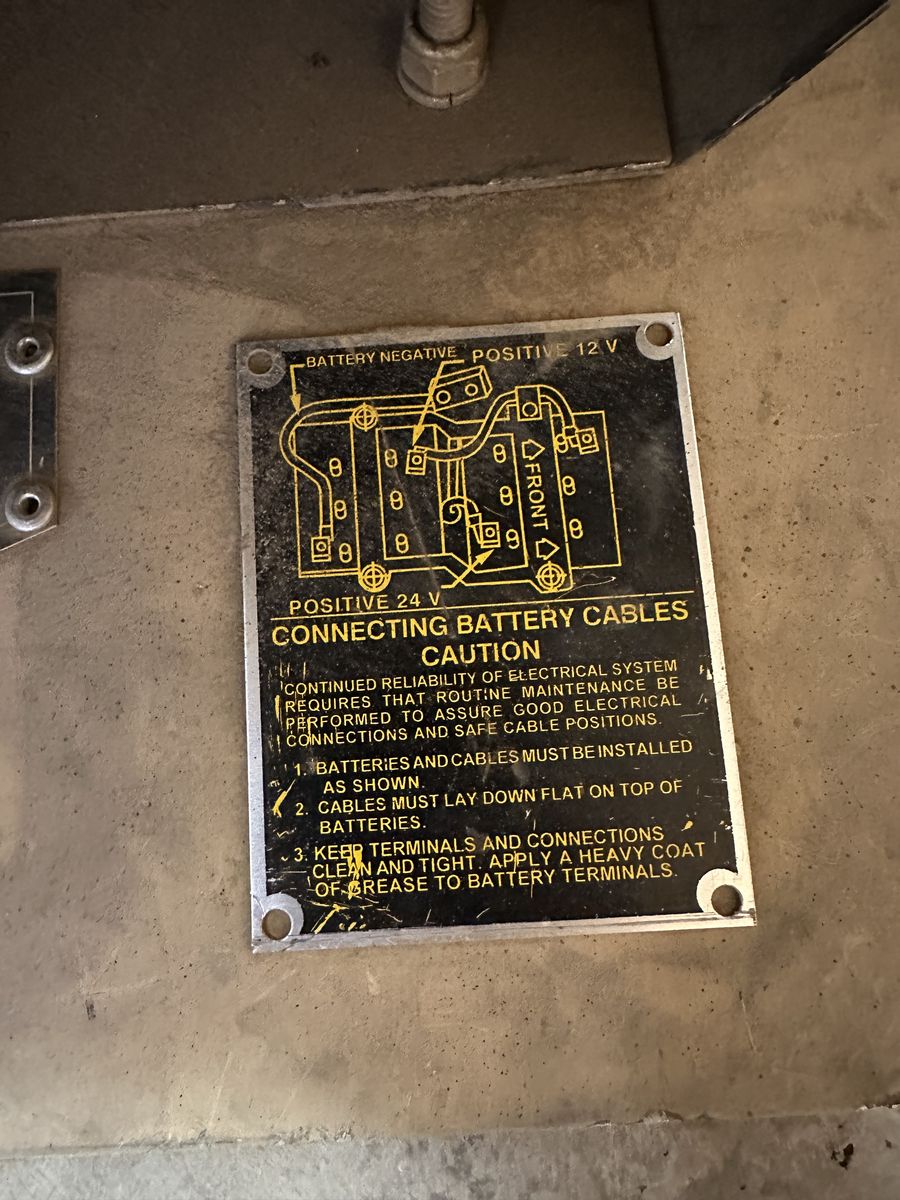 BATTERY NEGATIVE
POSITIVE 12 V
FRONT
POSITIVE 24 V
CONNECTING BATTERY CABLES
CAUTION
CONTINUED RELIABILITY OF ELECTRICAL SYSTEM
REQUIRES THAT ROUTINE MAINTENANCE BE
PERFORMED TO ASSURE GOOD ELECTRICAL
CONNECTIONS AND SAFE CABLE POSITIONS.
1. BATTERIES AND CABLES MUST BE INSTALLED
AS SHOWN.
2. CABLES MUST LAY DOWN FLAT ON TOP OF
BATTERIES.
3. KEEP TERMINALS AND CONNECTIONS
CLEAN AND TIGHT. APPLY A HEAVY COAT
OF GREASE TO BATTERY TERMINALS.